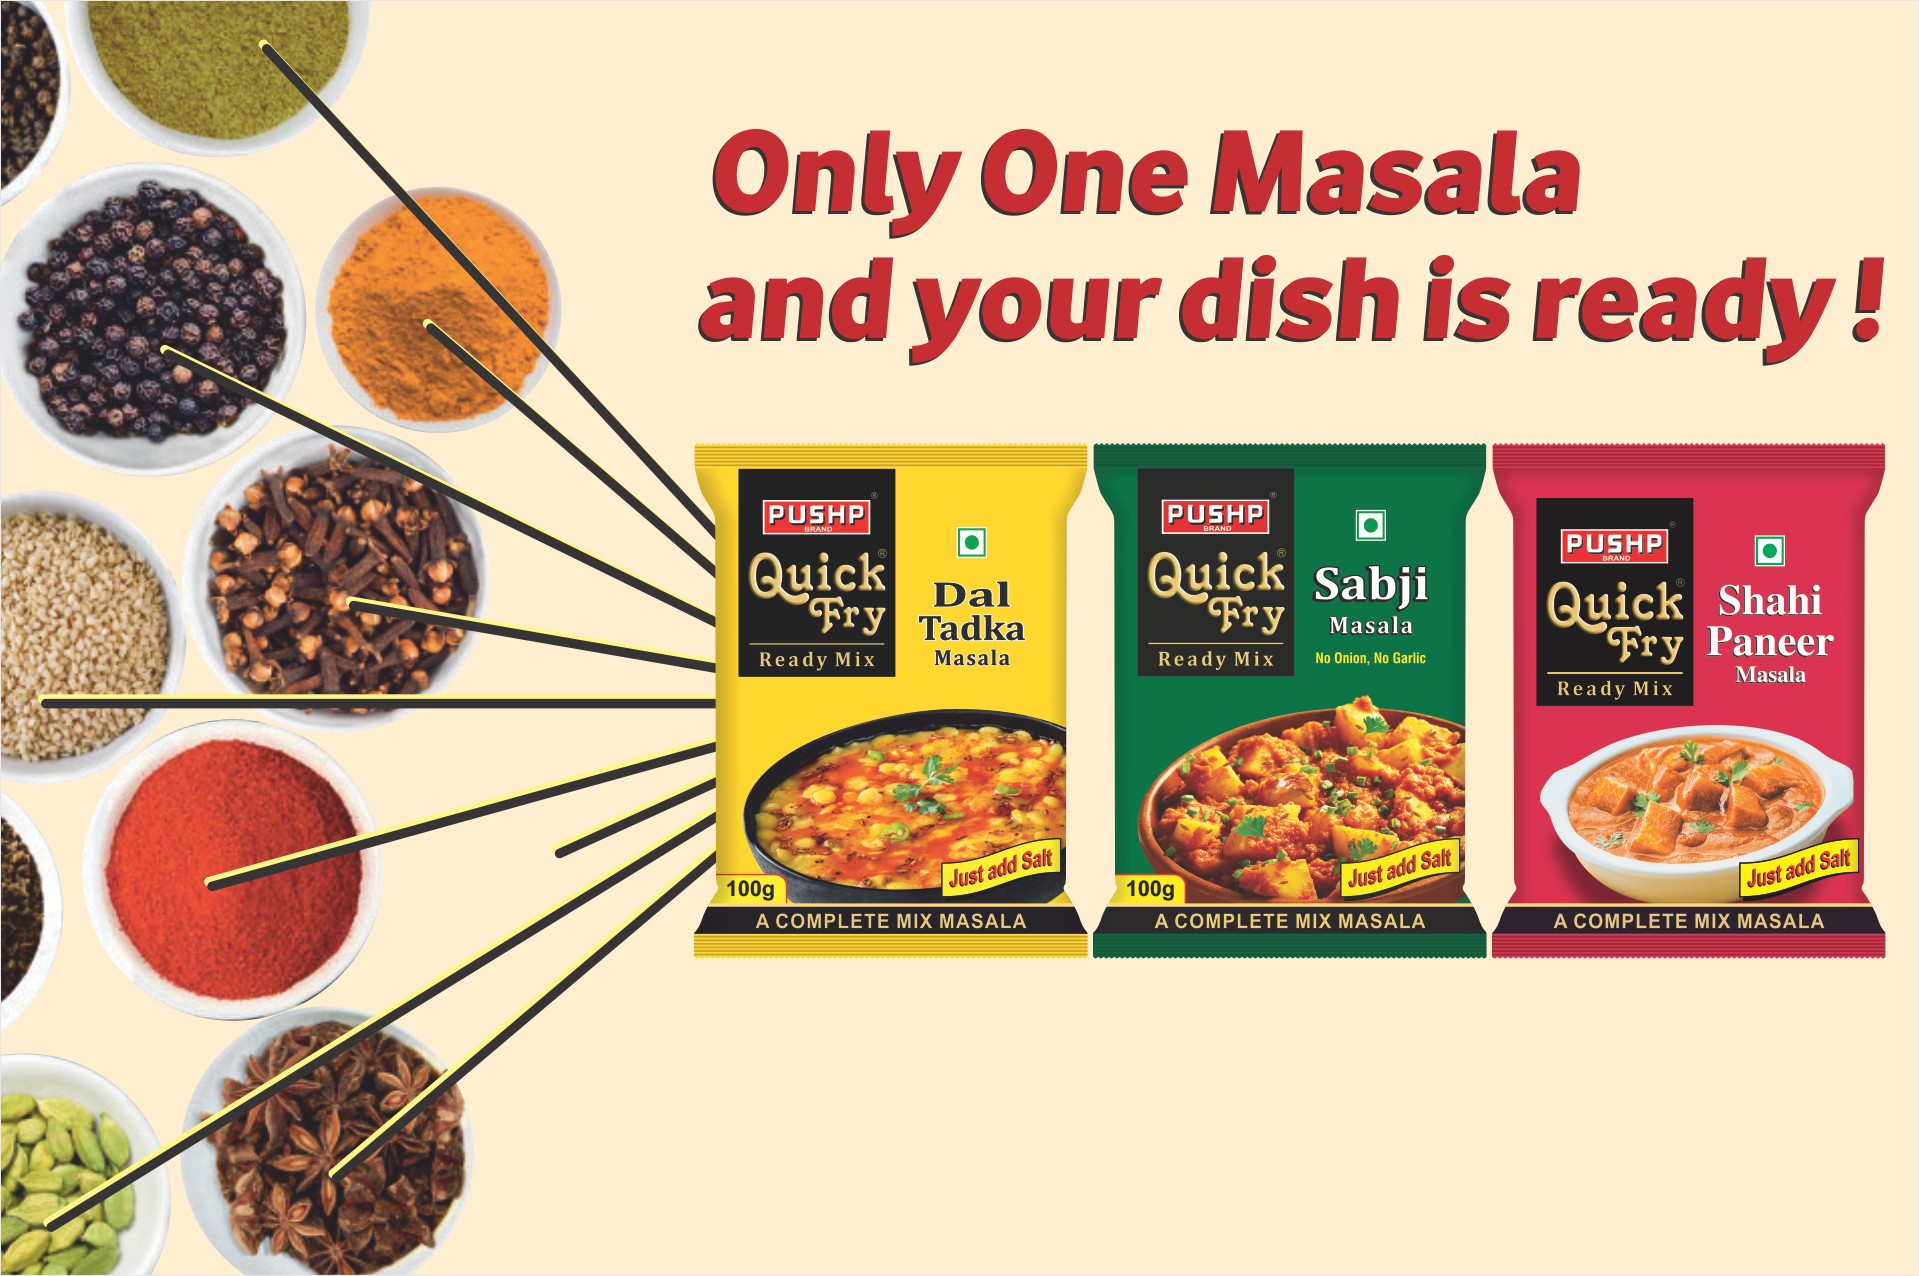 Only One Masala
and your dish is ready !
PUSHP
BRAND
®
Quick
Fry
®
Ready Mix
Dal
Tadka
Masala
Just add Salt
100g
A COMPLETE MIX MASALA
PUSHP
BRAND
®
Quick
Fry
®
Ready Mix
Sabji
Masala
No Onion, No Garlic
Just add Salt
100g
A COMPLETE MIX MASALA
PUSHP
BRAND
®
Quick
Fry
®
Ready Mix
Shahi
Paneer
Masala
Just add Salt
A COMPLETE MIX MASALA